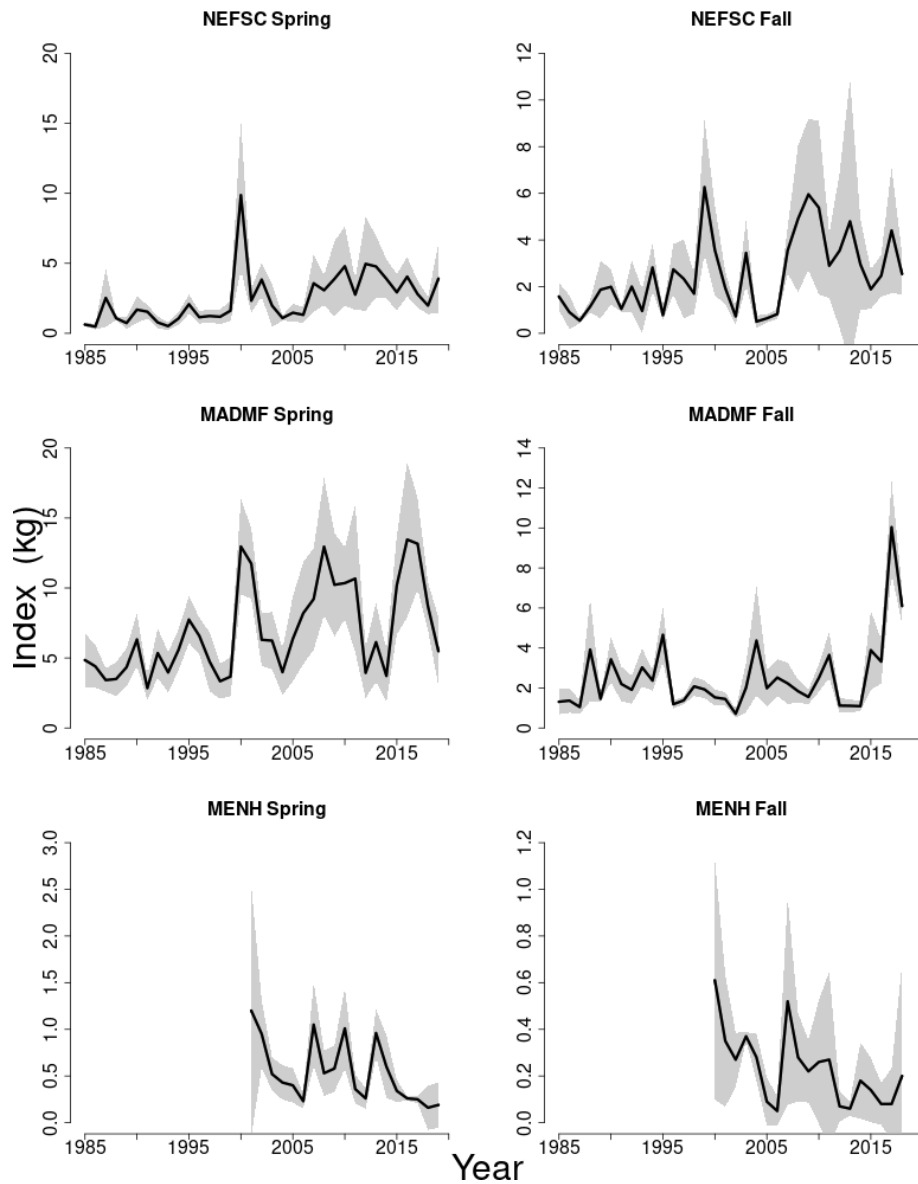 NEFSC Spring
20
15
10
5
0
1985 1995 2005 2015
NEFSC Fall
12
10
8
6
4
2
0
1985 1995 2005 2015
MADMF Spring
20
15
10
5
0
1985 1995 2005 2015
MADMF Fall
14
12
10
8
6
4
2
0
1985 1995 2005 2015
MENH Spring
3.0
2.5
2.0
1.5
1.0
0.5
0.0
1985 1995 2005 2015
MENH Fall
1.2
1.0
0.8
0.6
0.4
0.2
0.0
1985 1995 2005 2015
Index (kg)
Year